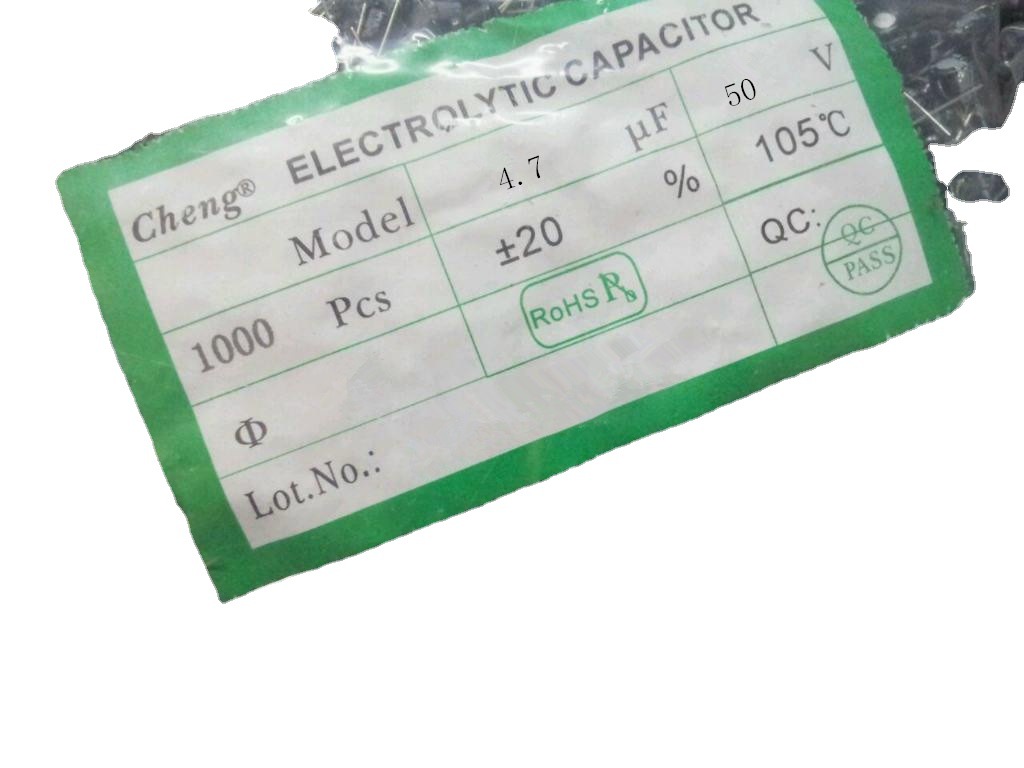 Cheng® ELECTROLYTIC CAPACITOR
Model 4.7 µF 50 V
1000 Pcs ±20 % 105℃
Φ RoHS QC: QC PASS
Lot.No.: